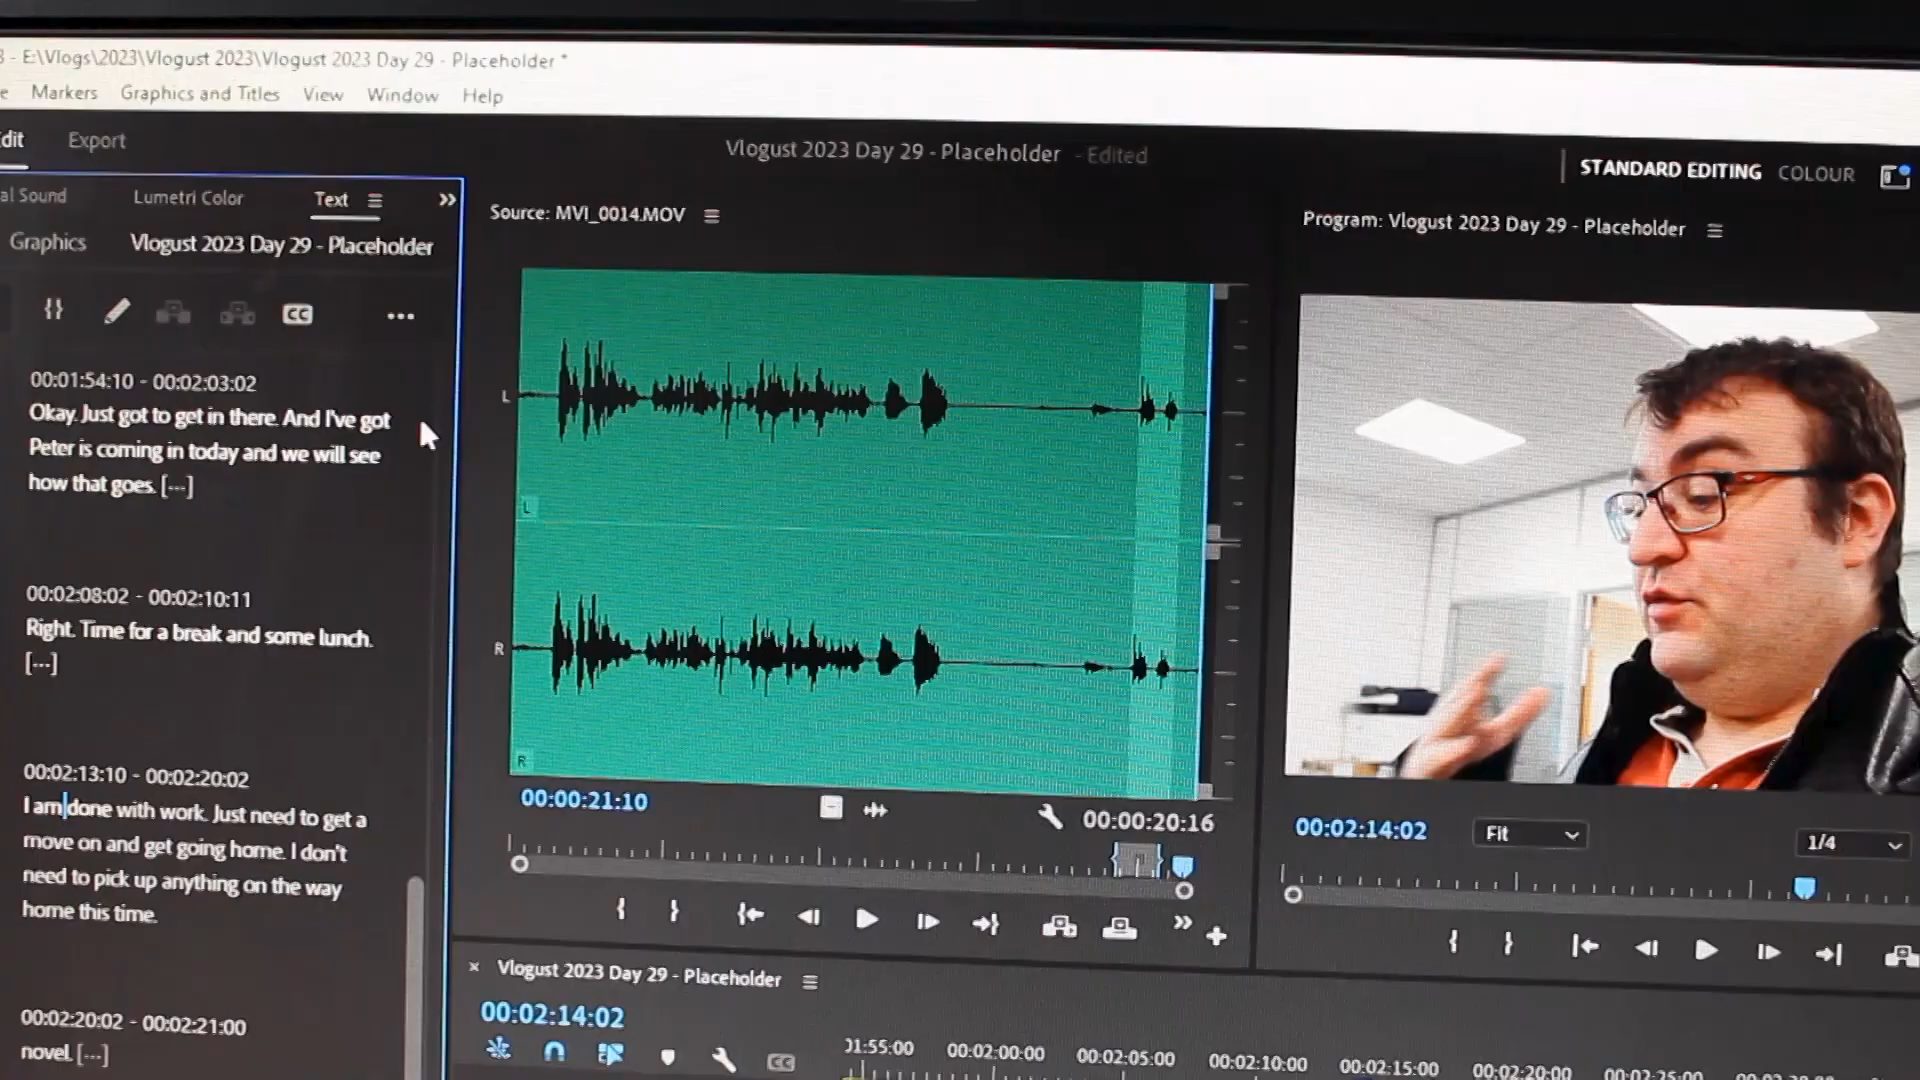 - E:\Vlogs\2023\Vlogust 2023\Vlogust 2023 Day 29 - Placeholder *
Markers Graphics and Titles View Window Help
Export
Vlogust 2023 Day 29 - Placeholder - Edited
STANDARD EDITING COLOUR
Sound Lumetri Color Text
Graphics Vlogust 2023 Day 29 - Placeholder
CC
00:01:54:10 - 00:02:03:02
Okay. Just got to get in there. And I've got
Peter is coming in today and we will see
how that goes. [...]
00:02:08:02 - 00:02:10:11
Right. Time for a break and some lunch.
[...]
00:02:13:10 - 00:02:20:02
I am done with work. Just need to get a
move on and get going home. I don't
need to pick up anything on the way
home this time.
00:02:20:02 - 00:02:21:00
novel. [...]
Source: MVI_0014.MOV
L
L
R
R
00:00:21:10
00:00:20:16
Program: Vlogust 2023 Day 29 - Placeholder
00:02:14:02 Fit 1/4
× Vlogust 2023 Day 29 - Placeholder
00:02:14:02
CC
01:55:00 00:02:00:00 00:02:05:00 00:02:10:00 00:02:15:00 00:02:20:00